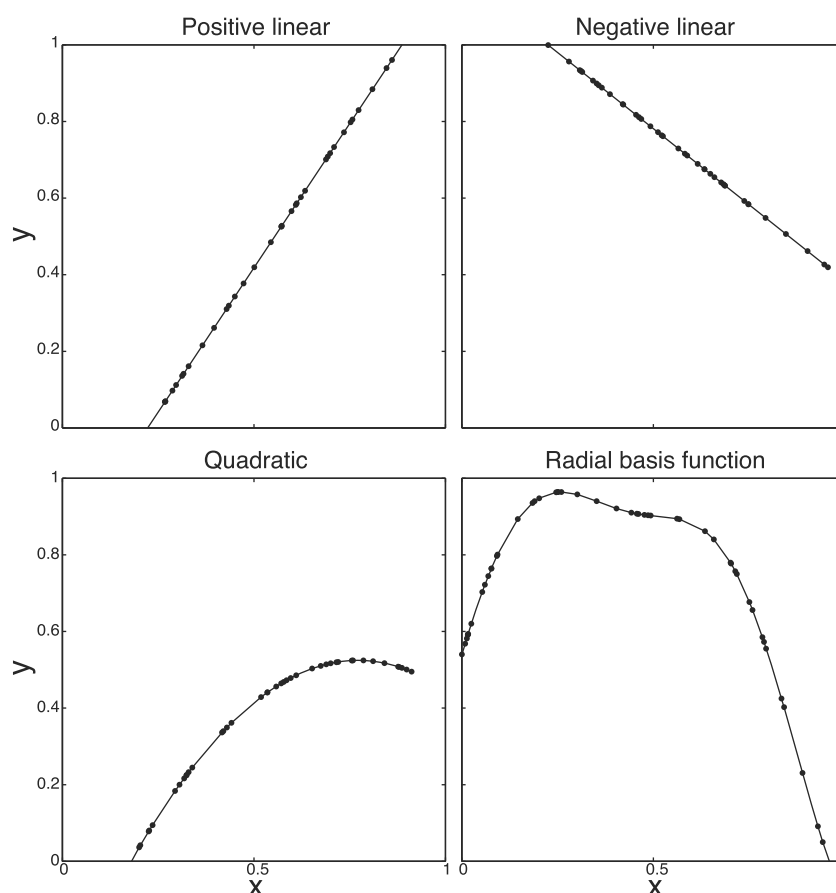 Positive linear
Negative linear
1
0.8
0.6
y
0.4
0.2
0
Quadratic
Radial basis function
1
0.8
0.6
y
0.4
0.2
0
0 0.5 1 0 0.5
x x